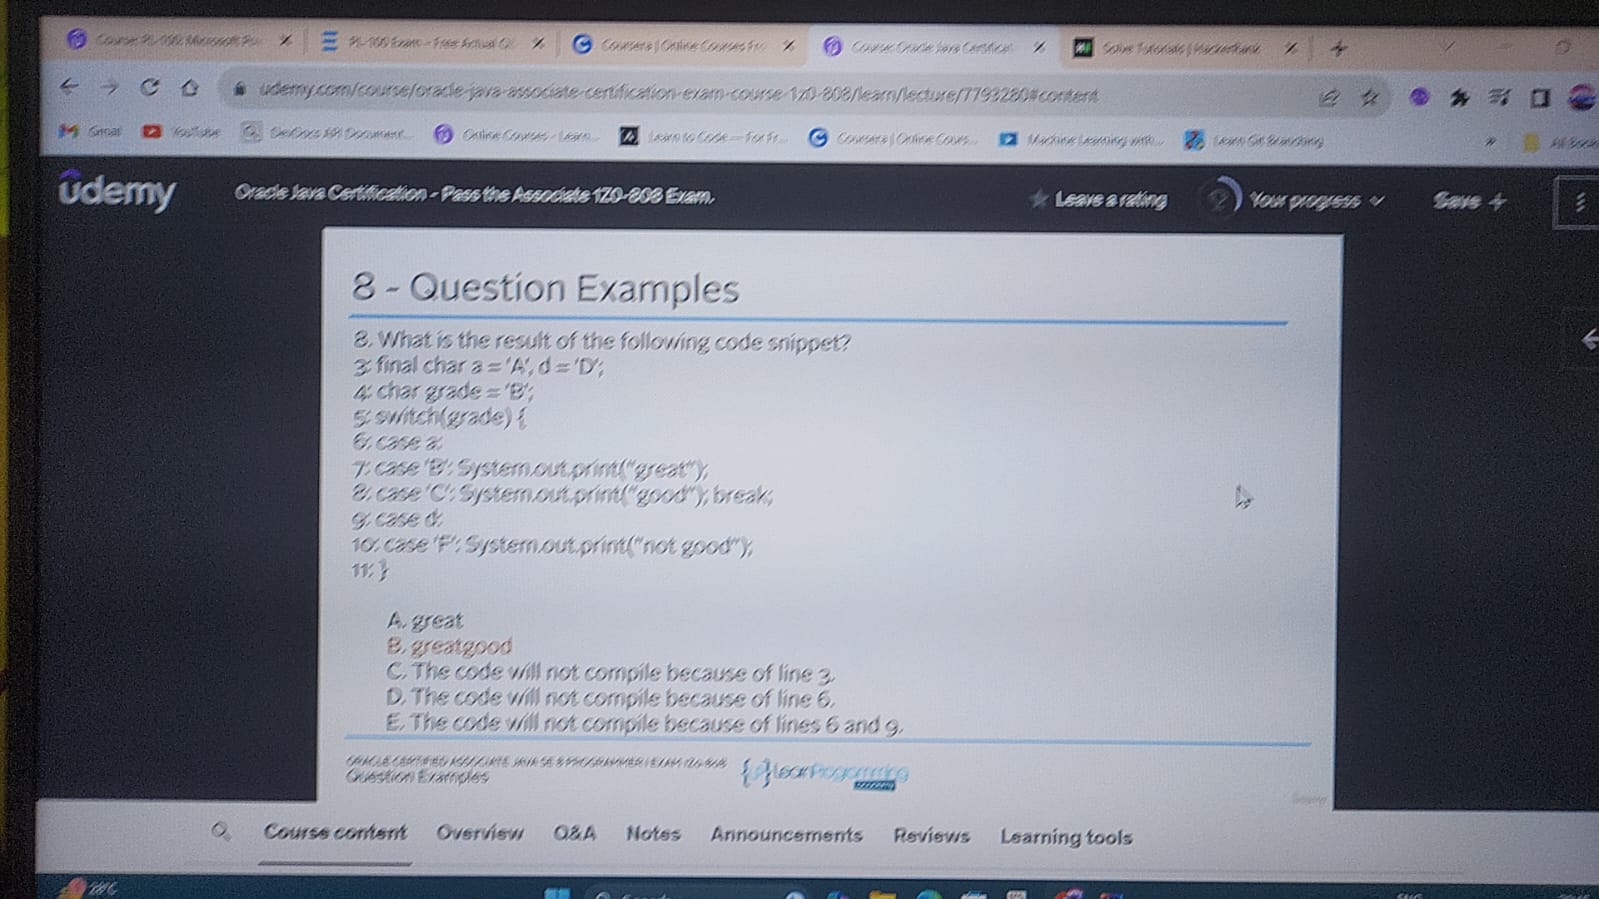 Course: PL-100 Microsoft Po
PL-100 Exam – Free Actual Q
Coursera | Online Courses Fr
Course: Oracle Java Certificat
Solve Tutorials | HackerRank
udemy.com/course/oracle-java-associate-certification-exam-course-1z0-808/learn/lecture/7793280#content
Gmail
YouTube
DevDocs API Document...
Online Courses - Learn...
Learn to Code — For Fr...
Coursera | Online Cours...
Machine Learning with...
Learn Git Branching
»
All Book
udemy
Oracle Java Certification - Pass the Associate 1Z0-808 Exam.
Leave a rating
Your progress
Save
8 - Question Examples
8. What is the result of the following code snippet?
3: final char a = 'A', d = 'D';
4: char grade = 'B';
5: switch(grade) {
6: case a:
7: case 'B': System.out.print("great");
8: case 'C': System.out.print("good"); break;
9: case d:
10: case 'F': System.out.print("not good");
11: }
A. great
B. greatgood
C. The code will not compile because of line 3.
D. The code will not compile because of line 6.
E. The code will not compile because of lines 6 and 9.
ORACLE CERTIFIED ASSOCIATE JAVA SE 8 PROGRAMMER I EXAM 1Z0-808
Question Examples
LearnProgramming
academy
Course content
Overview
Q&A
Notes
Announcements
Reviews
Learning tools
28°C